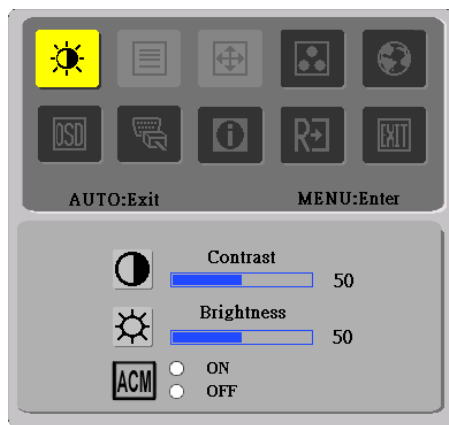 OSD
i
R
EXIT
AUTO:Exit MENU:Enter
Contrast
50
Brightness
50
ACM ON
OFF